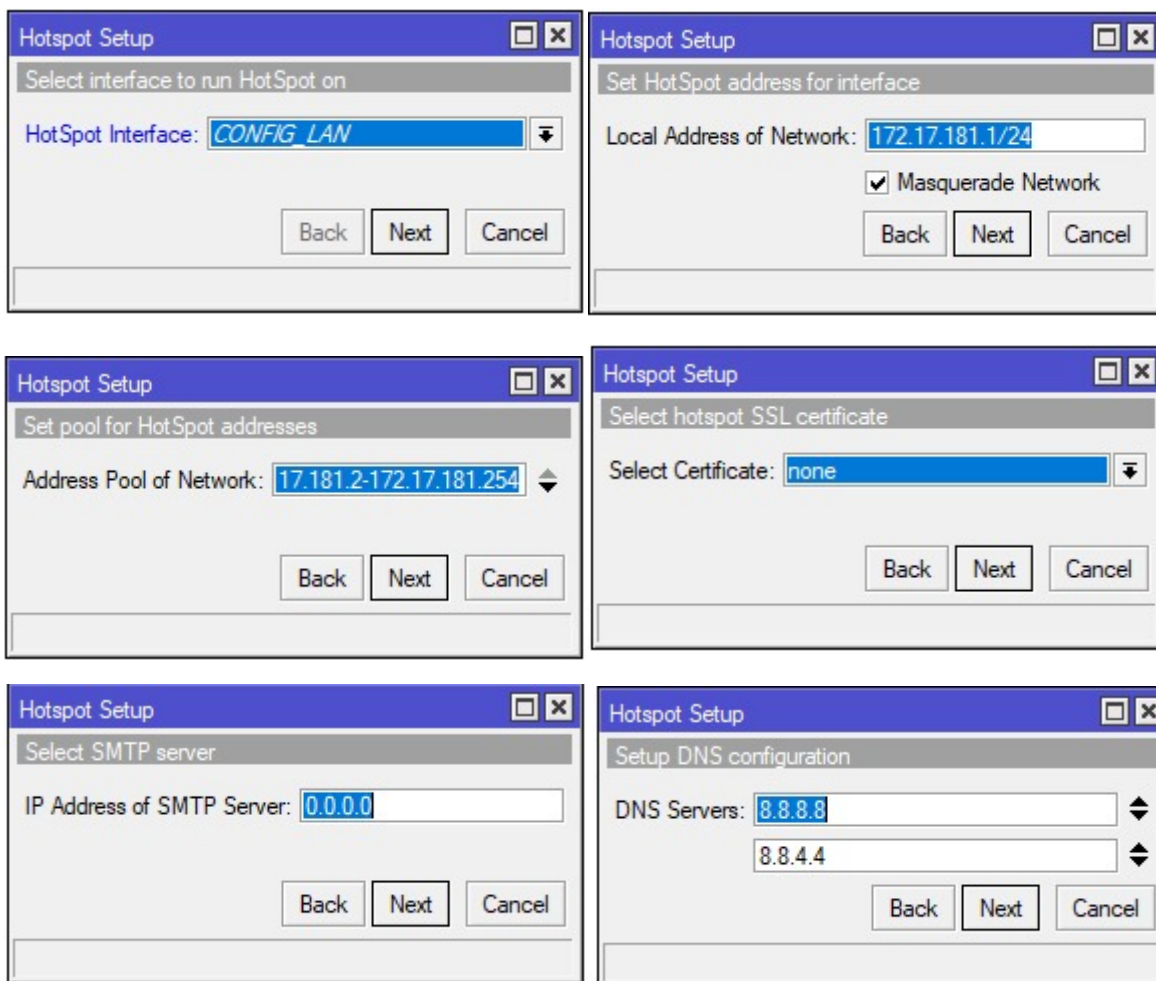 Hotspot Setup
Select interface to run HotSpot on
HotSpot Interface: CONFIG_LAN
Back Next Cancel
Hotspot Setup
Set HotSpot address for interface
Local Address of Network: 172.17.181.1/24
Masquerade Network
Back Next Cancel
Hotspot Setup
Set pool for HotSpot addresses
Address Pool of Network: 17.181.2-172.17.181.254
Back Next Cancel
Hotspot Setup
Select hotspot SSL certificate
Select Certificate: none
Back Next Cancel
Hotspot Setup
Select SMTP server
IP Address of SMTP Server: 0.0.0.0
Back Next Cancel
Hotspot Setup
Setup DNS configuration
DNS Servers: 8.8.8.8
8.8.4.4
Back Next Cancel